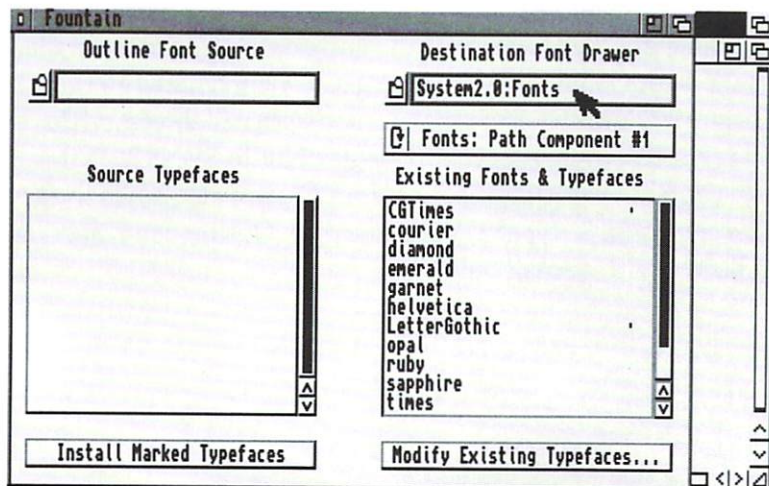 Fountain
Outline Font Source
Destination Font Drawer
System2.0:Fonts
Fonts: Path Component #1
Source Typefaces
Existing Fonts & Typefaces
CGTimes '
courier
diamond
emerald
garnet
helvetica
LetterGothic '
opal
ruby
sapphire
times
Install Marked Typefaces
Modify Existing Typefaces...